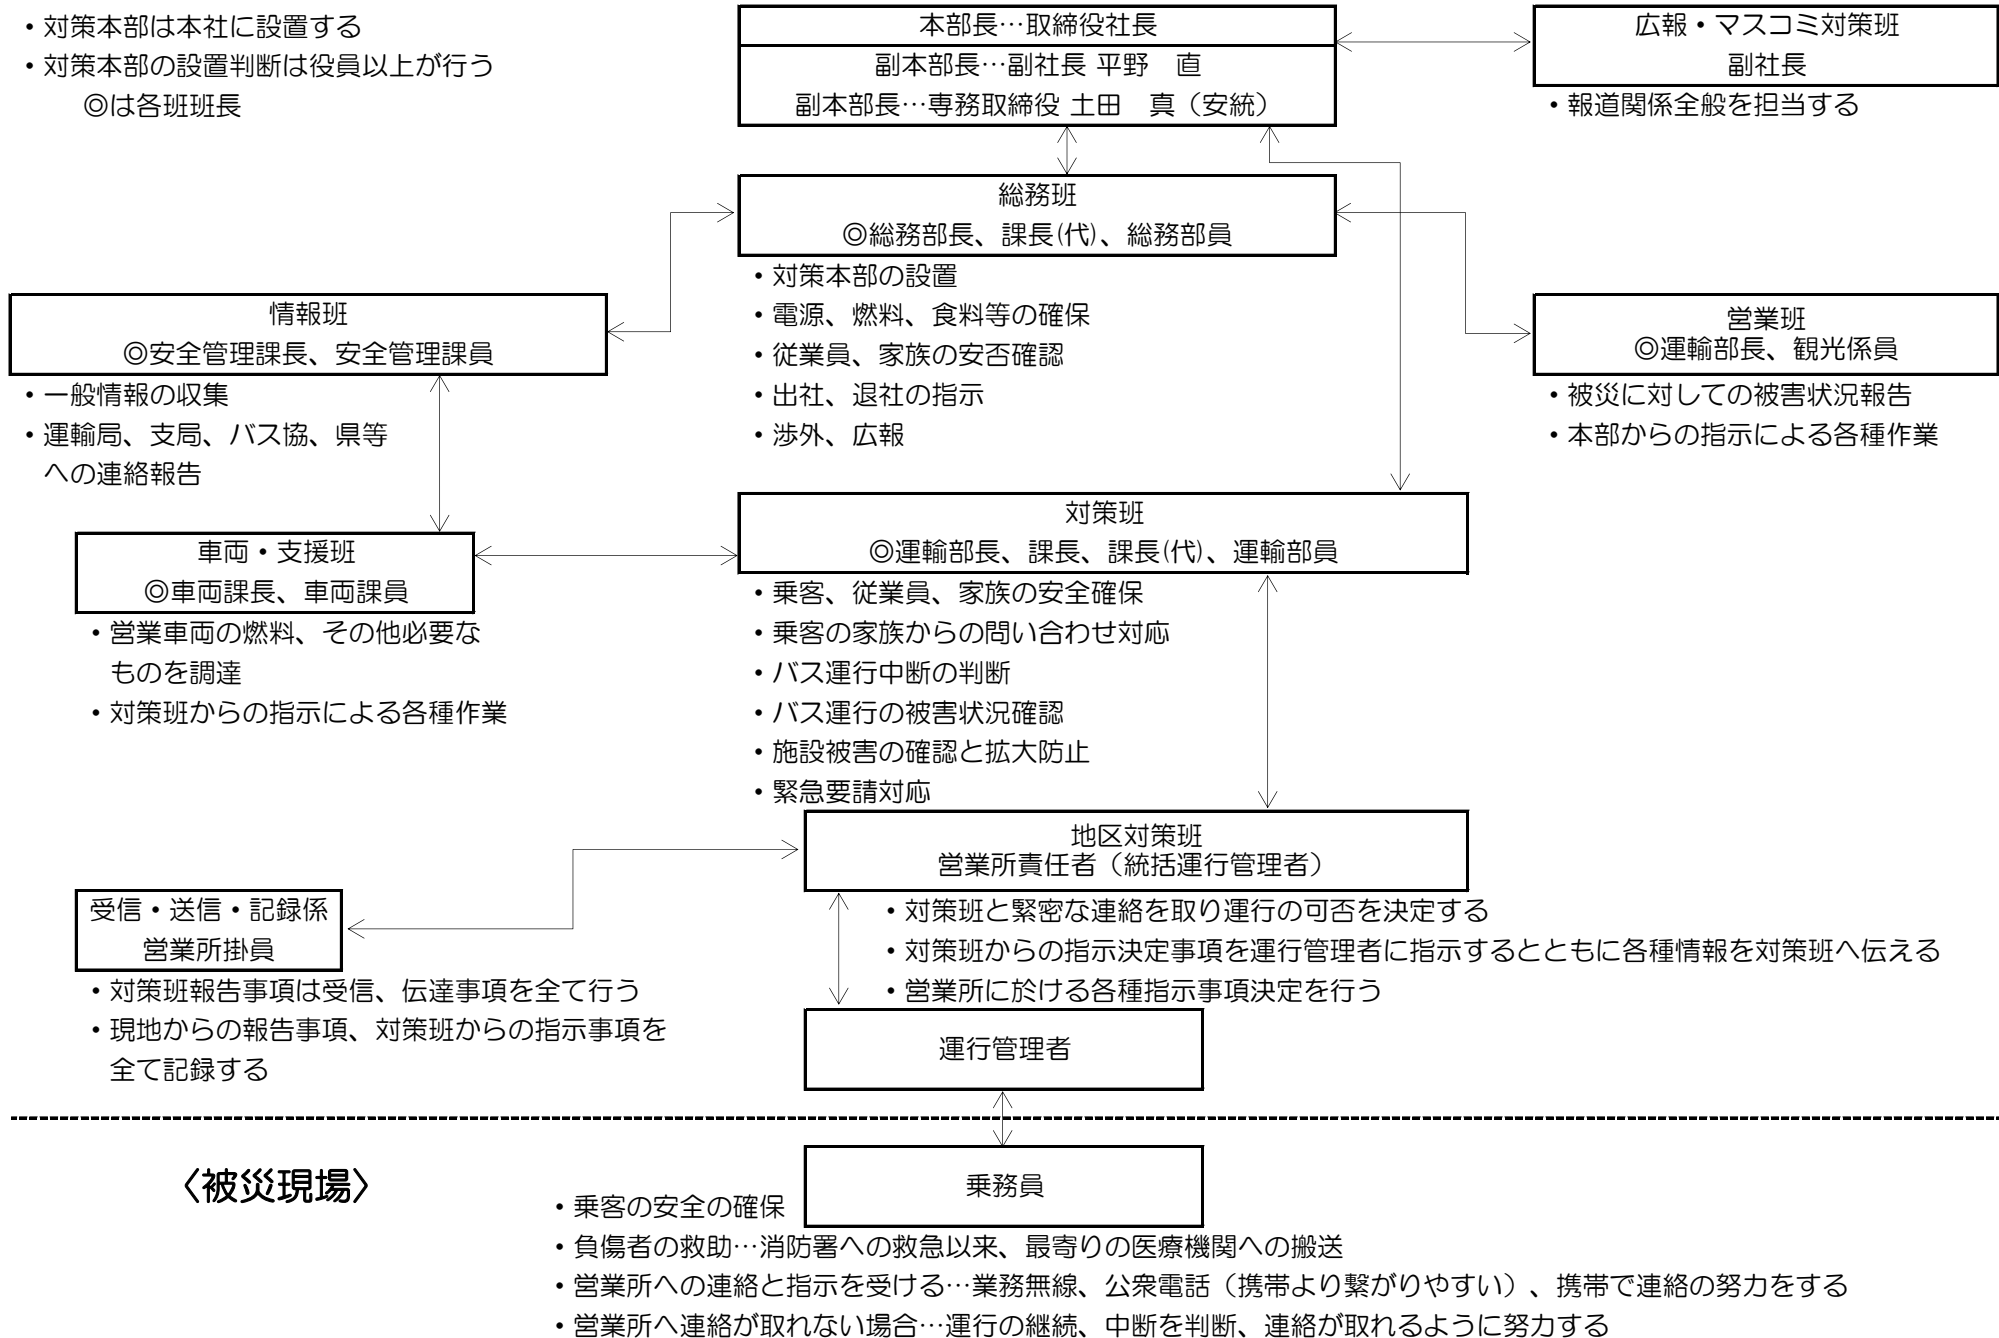 ・対策本部は本社に設置する
・対策本部の設置判断は役員以上が行う
◎は各班班長
本部長…取締役社長
副本部長…副社長 平野　直
副本部長…専務取締役 土田　真（安統）
広報・マスコミ対策班
副社長
・報道関係全般を担当する
総務班
◎総務部長、課長(代)、総務部員
・対策本部の設置
・電源、燃料、食料等の確保
・従業員、家族の安否確認
・出社、退社の指示
・渉外、広報
情報班
◎安全管理課長、安全管理課員
・一般情報の収集
・運輸局、支局、バス協、県等
への連絡報告
営業班
◎運輸部長、観光係員
・被災に対しての被害状況報告
・本部からの指示による各種作業
車両・支援班
◎車両課長、車両課員
・営業車両の燃料、その他必要な
ものを調達
・対策班からの指示による各種作業
対策班
◎運輸部長、課長、課長(代)、運輸部員
・乗客、従業員、家族の安全確保
・乗客の家族からの問い合わせ対応
・バス運行中断の判断
・バス運行の被害状況確認
・施設被害の確認と拡大防止
・緊急要請対応
地区対策班
営業所責任者（統括運行管理者）
・対策班と緊密な連絡を取り運行の可否を決定する
・対策班からの指示決定事項を運行管理者に指示するとともに各種情報を対策班へ伝える
・営業所に於ける各種指示事項決定を行う
受信・送信・記録係
営業所掛員
・対策班報告事項は受信、伝達事項を全て行う
・現地からの報告事項、対策班からの指示事項を
全て記録する
運行管理者
〈被災現場〉
乗務員
・乗客の安全の確保
・負傷者の救助…消防署への救急以来、最寄りの医療機関への搬送
・営業所への連絡と指示を受ける…業務無線、公衆電話（携帯より繋がりやすい）、携帯で連絡の努力をする
・営業所へ連絡が取れない場合…運行の継続、中断を判断、連絡が取れるように努力する